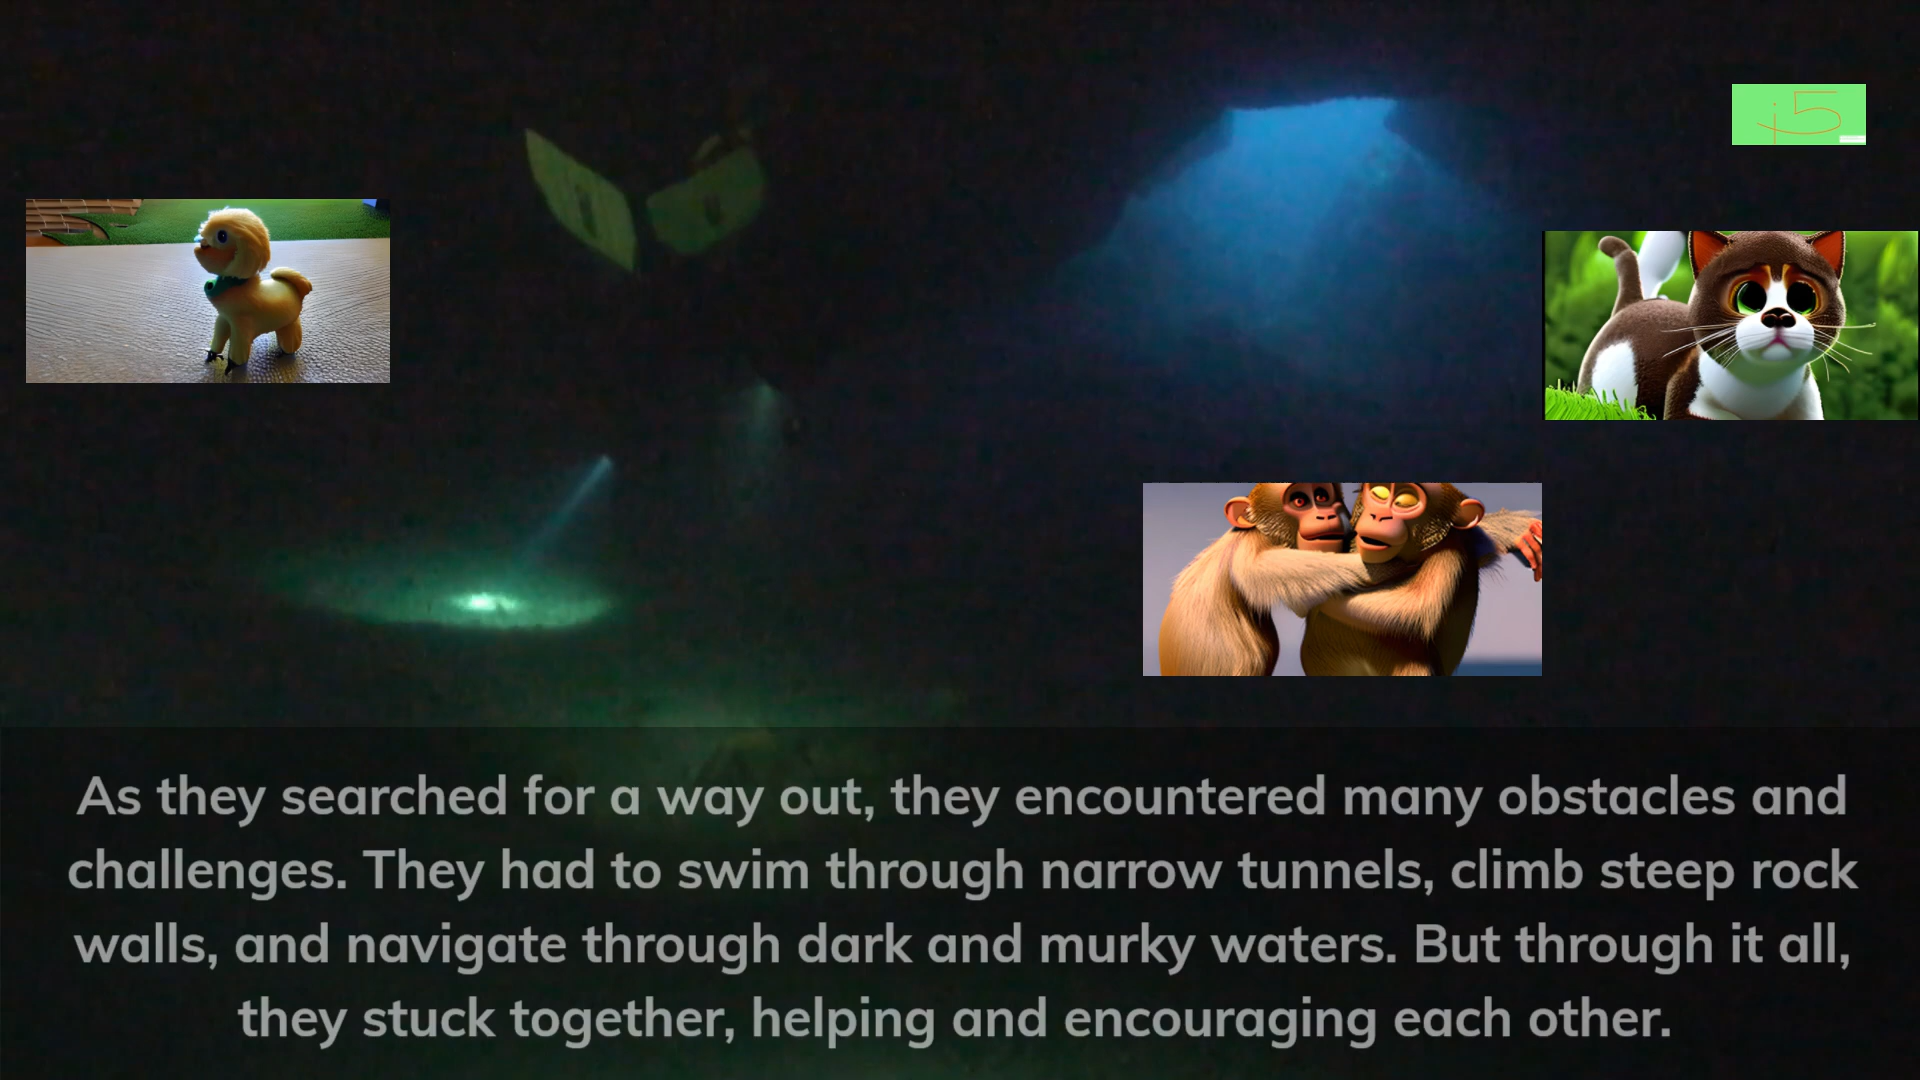 i5
As they searched for a way out, they encountered many obstacles and
challenges. They had to swim through narrow tunnels, climb steep rock
walls, and navigate through dark and murky waters. But through it all,
they stuck together, helping and encouraging each other.